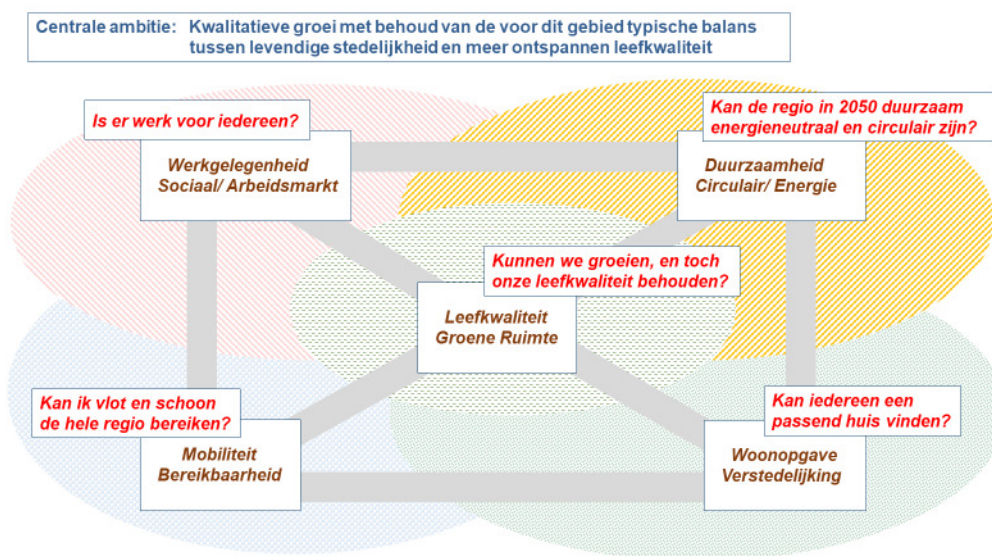 Centrale ambitie: Kwalitatieve groei met behoud van de voor dit gebied typische balans
tussen levendige stedelijkheid en meer ontspannen leefkwaliteit
Is er werk voor iedereen?
Werkgelegenheid
Sociaal/ Arbeidsmarkt
Kan de regio in 2050 duurzaam
energieneutraal en circulair zijn?
Duurzaamheid
Circulair/ Energie
Kunnen we groeien, en toch
onze leefkwaliteit behouden?
Leefkwaliteit
Groene Ruimte
Kan ik vlot en schoon
de hele regio bereiken?
Mobiliteit
Bereikbaarheid
Kan iedereen een
passend huis vinden?
Woonopgave
Verstedelijking